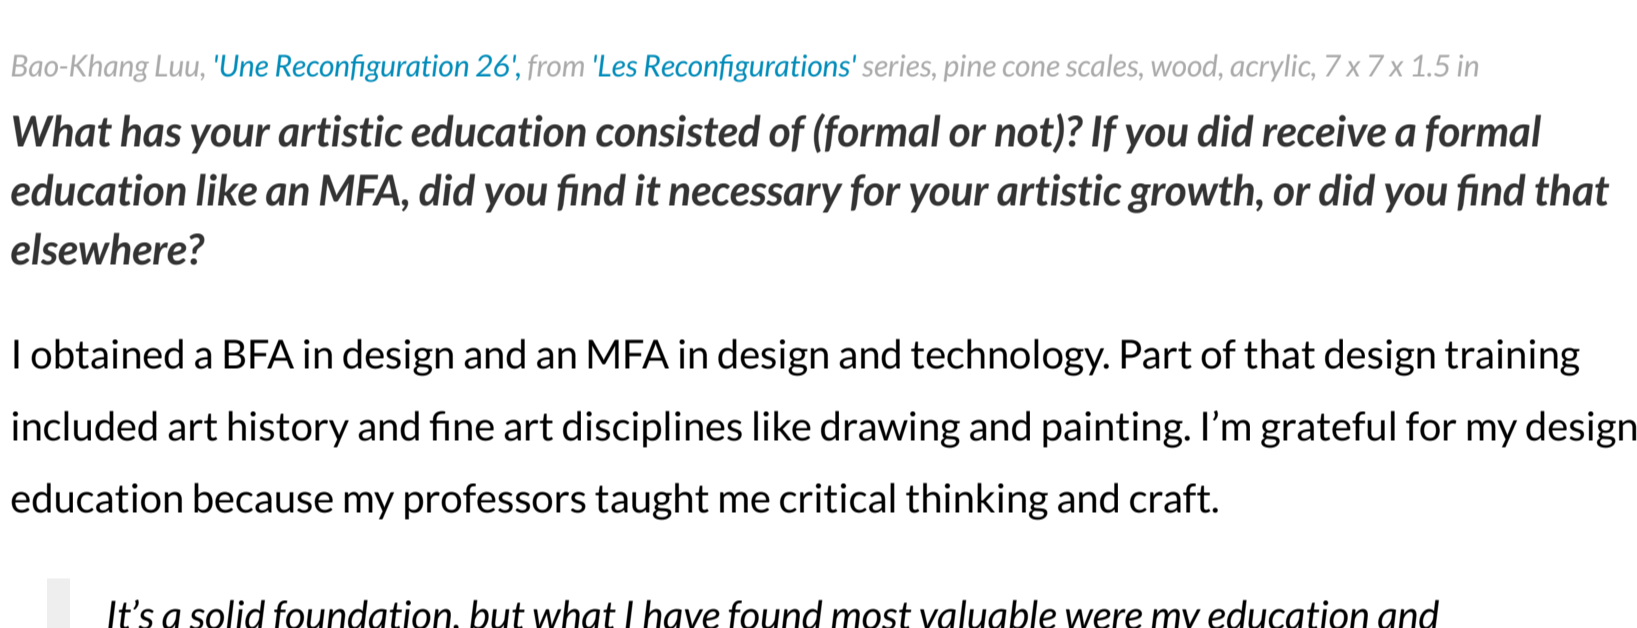 Bao-Khang Luu, 'Une Reconfiguration 26', from 'Les Reconfigurations' series, pine cone scales, wood, acrylic, 7 x 7 x 1.5 in
What has your artistic education consisted of (formal or not)? If you did receive a formal
education like an MFA, did you find it necessary for your artistic growth, or did you find that
elsewhere?
I obtained a BFA in design and an MFA in design and technology. Part of that design training
included art history and fine art disciplines like drawing and painting. I’m grateful for my design
education because my professors taught me critical thinking and craft.
It’s a solid foundation, but what I have found most valuable were my education and